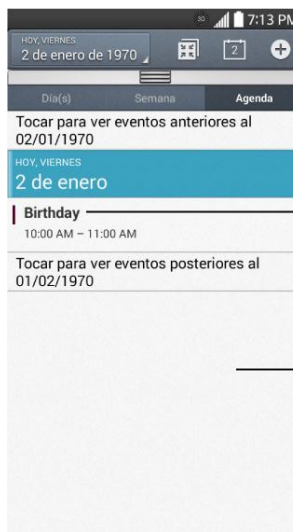 7:13 PM
HOY, VIERNES
2 de enero de 1970
2
Día(s) Semana Agenda
Tocar para ver eventos anteriores al
02/01/1970
HOY, VIERNES
2 de enero
Birthday
10:00 AM – 11:00 AM
Tocar para ver eventos posteriores al
01/02/1970